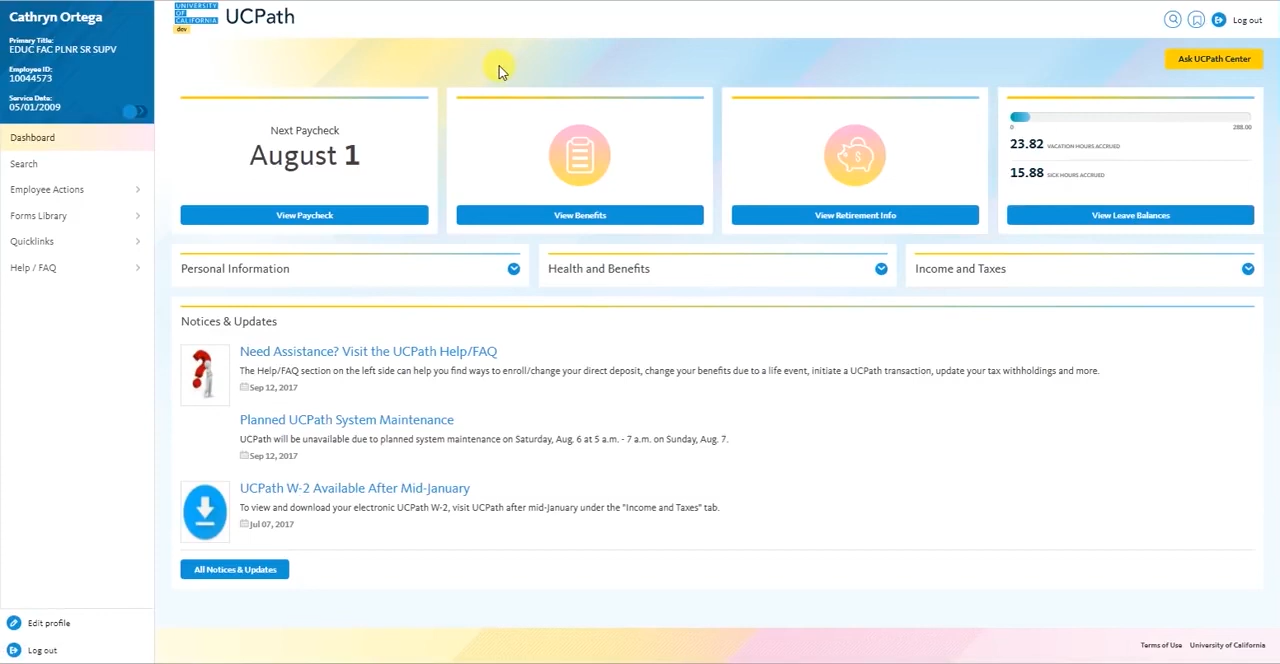 Cathryn Ortega
Primary Title:
EDUC FAC PLNR SR SUPV
Employee ID:
10044573
Service Date:
05/01/2009
Dashboard
Search
Employee Actions
Forms Library
Quicklinks
Help / FAQ
Edit profile
Log out
UNIVERSITY
OF
CALIFORNIA
dev
UCPath
Log out
Ask UCPath Center
Next Paycheck
August 1
View Paycheck
View Benefits
$
View Retirement Info
0 288.00
23.82 VACATION HOURS ACCRUED
15.88 SICK HOURS ACCRUED
View Leave Balances
Personal Information
Health and Benefits
Income and Taxes
Notices & Updates
Need Assistance? Visit the UCPath Help/FAQ
The Help/FAQ section on the left side can help you find ways to enroll/change your direct deposit, change your benefits due to a life event, initiate a UCPath transaction, update your tax withholdings and more.
Sep 12, 2017
Planned UCPath System Maintenance
UCPath will be unavailable due to planned system maintenance on Saturday, Aug. 6 at 5 a.m. - 7 a.m. on Sunday, Aug. 7.
Sep 12, 2017
UCPath W-2 Available After Mid-January
To view and download your electronic UCPath W-2, visit UCPath after mid-January under the "Income and Taxes" tab.
Jul 07, 2017
All Notices & Updates
Terms of Use University of California